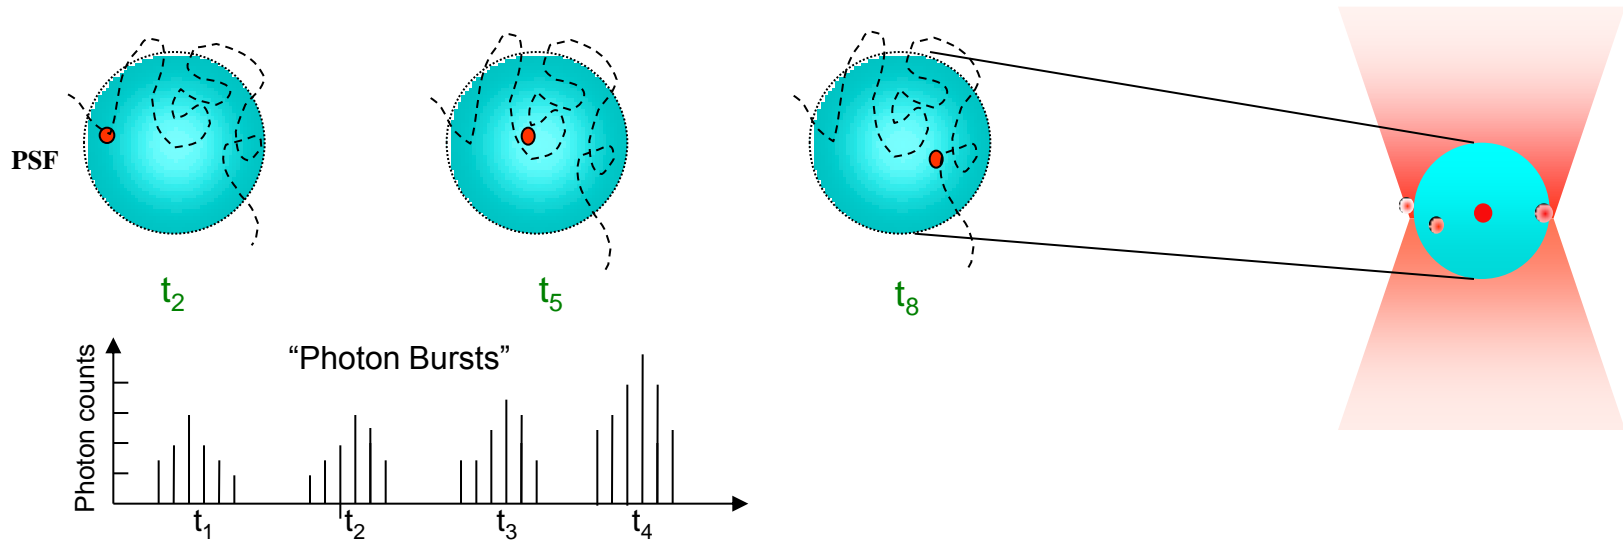 PSF
t₂
t₅
t₈
“Photon Bursts”
Photon counts
t₁
t₂
t₃
t₄